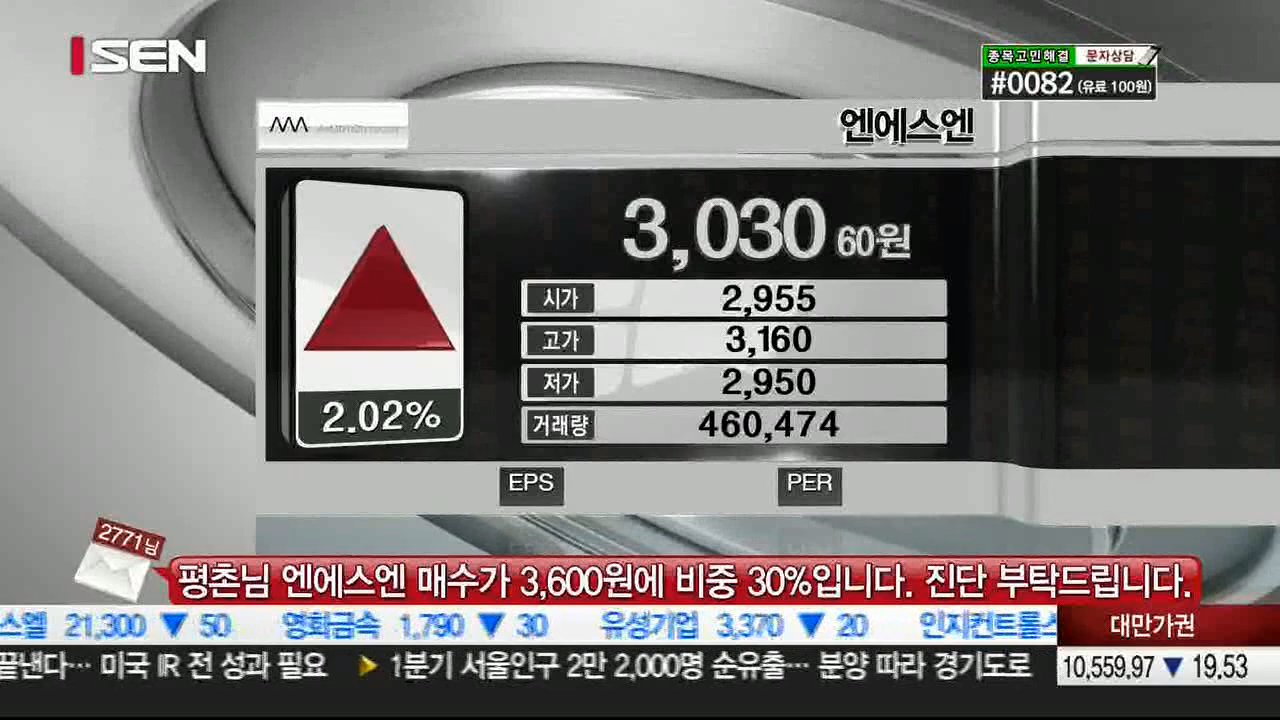 SEN
종목고민해결 문자상담
#0082 (유료 100원)
엔에스엔
3,030 60원
시가 2,955
고가 3,160
저가 2,950
거래량 460,474
2.02%
EPS PER
2771님
평촌님 엔에스엔 매수가 3,600원에 비중 30%입니다. 진단 부탁드립니다.
스엘 21,300 ▼ 50 영화금속 1,790 ▼ 30 유성기업 3,370 ▼ 20 인지컨트롤스
대만가권
끝낸다… 미국 IR 전 성과 필요 ▶ 1분기 서울인구 2만 2,000명 순유출… 분양 따라 경기도로
10,559.97 ▼ 19.53